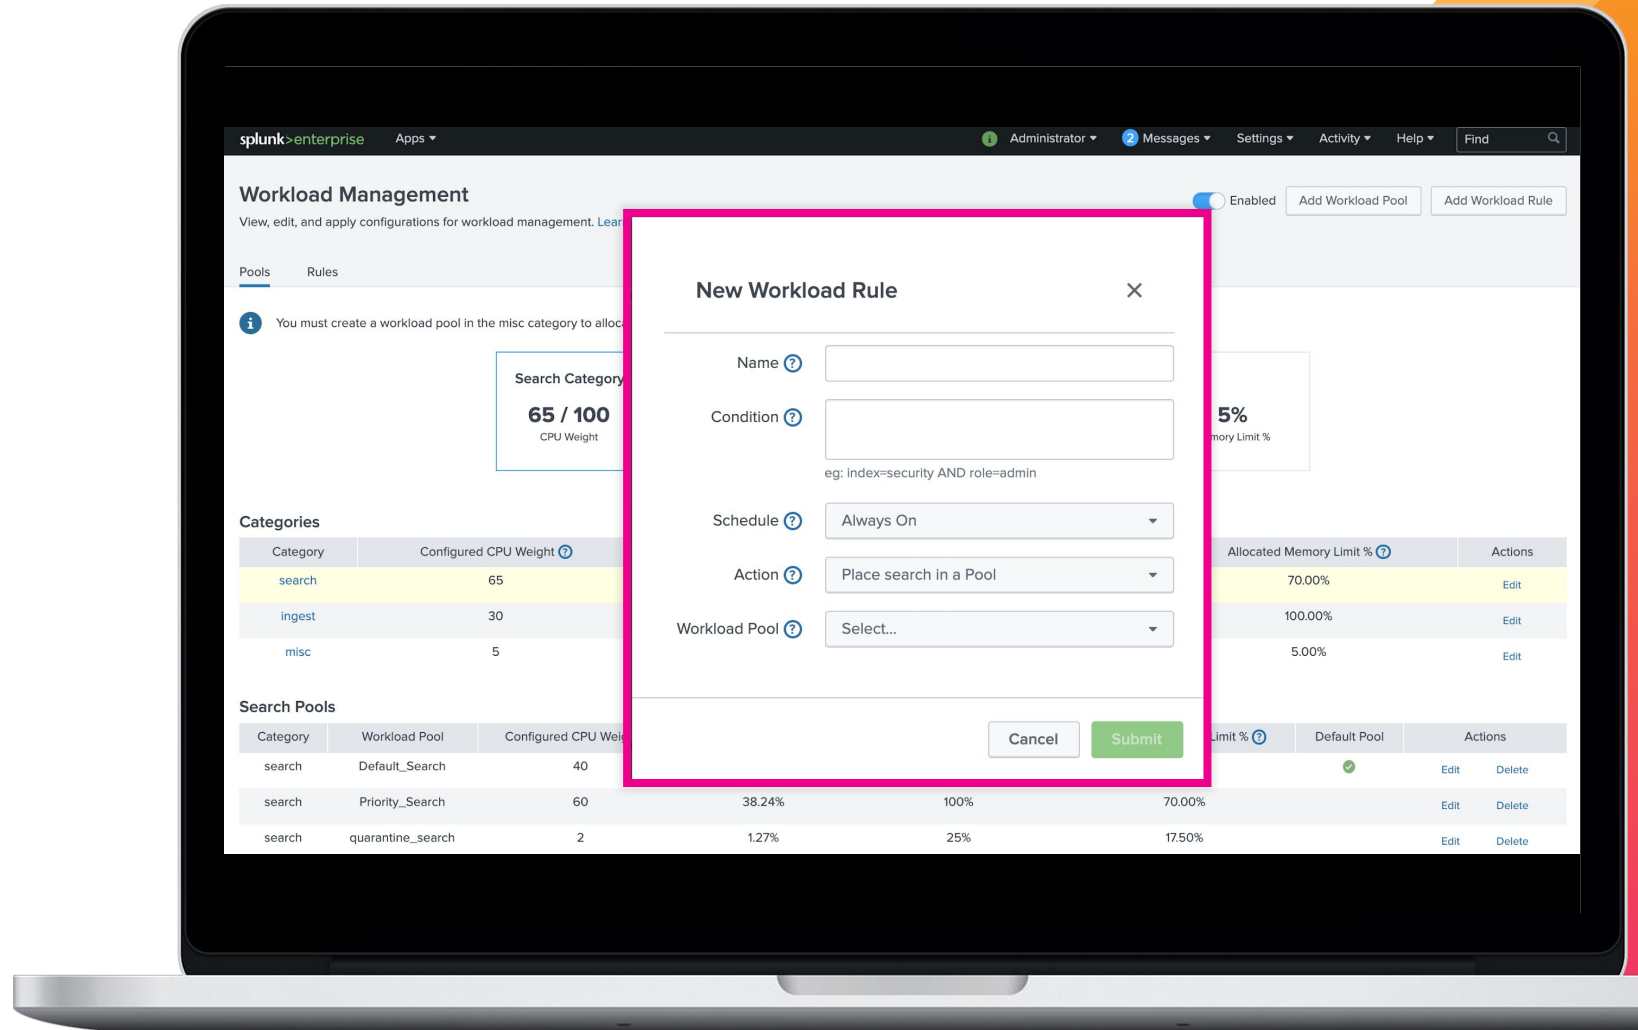 splunk>enterprise Apps Administrator 2 Messages Settings Activity Help Find
Workload Management
Enabled Add Workload Pool Add Workload Rule
View, edit, and apply configurations for workload management.
Pools Rules
You must create a workload pool in the misc category to
Search Category
65 / 100
CPU Weight
5%
Limit %
New Workload Rule
Name ?
Condition ?
eg: index=security AND role=admin
Schedule ? Always On
Action ? Place search in a Pool
Workload Pool ? Select...
Cancel Submit
Categories
Category Configured CPU Weight ? Allocated Memory Limit % ? Actions
search 65 70.00% Edit
ingest 30 100.00% Edit
misc 5 5.00% Edit
Search Pools
Category Workload Pool Configured CPU Limit % ? Default Pool Actions
search Default_Search 40 Edit Delete
search Priority_Search 60 38.24% 100% 70.00% Edit Delete
search quarantine_search 2 1.27% 25% 17.50% Edit Delete